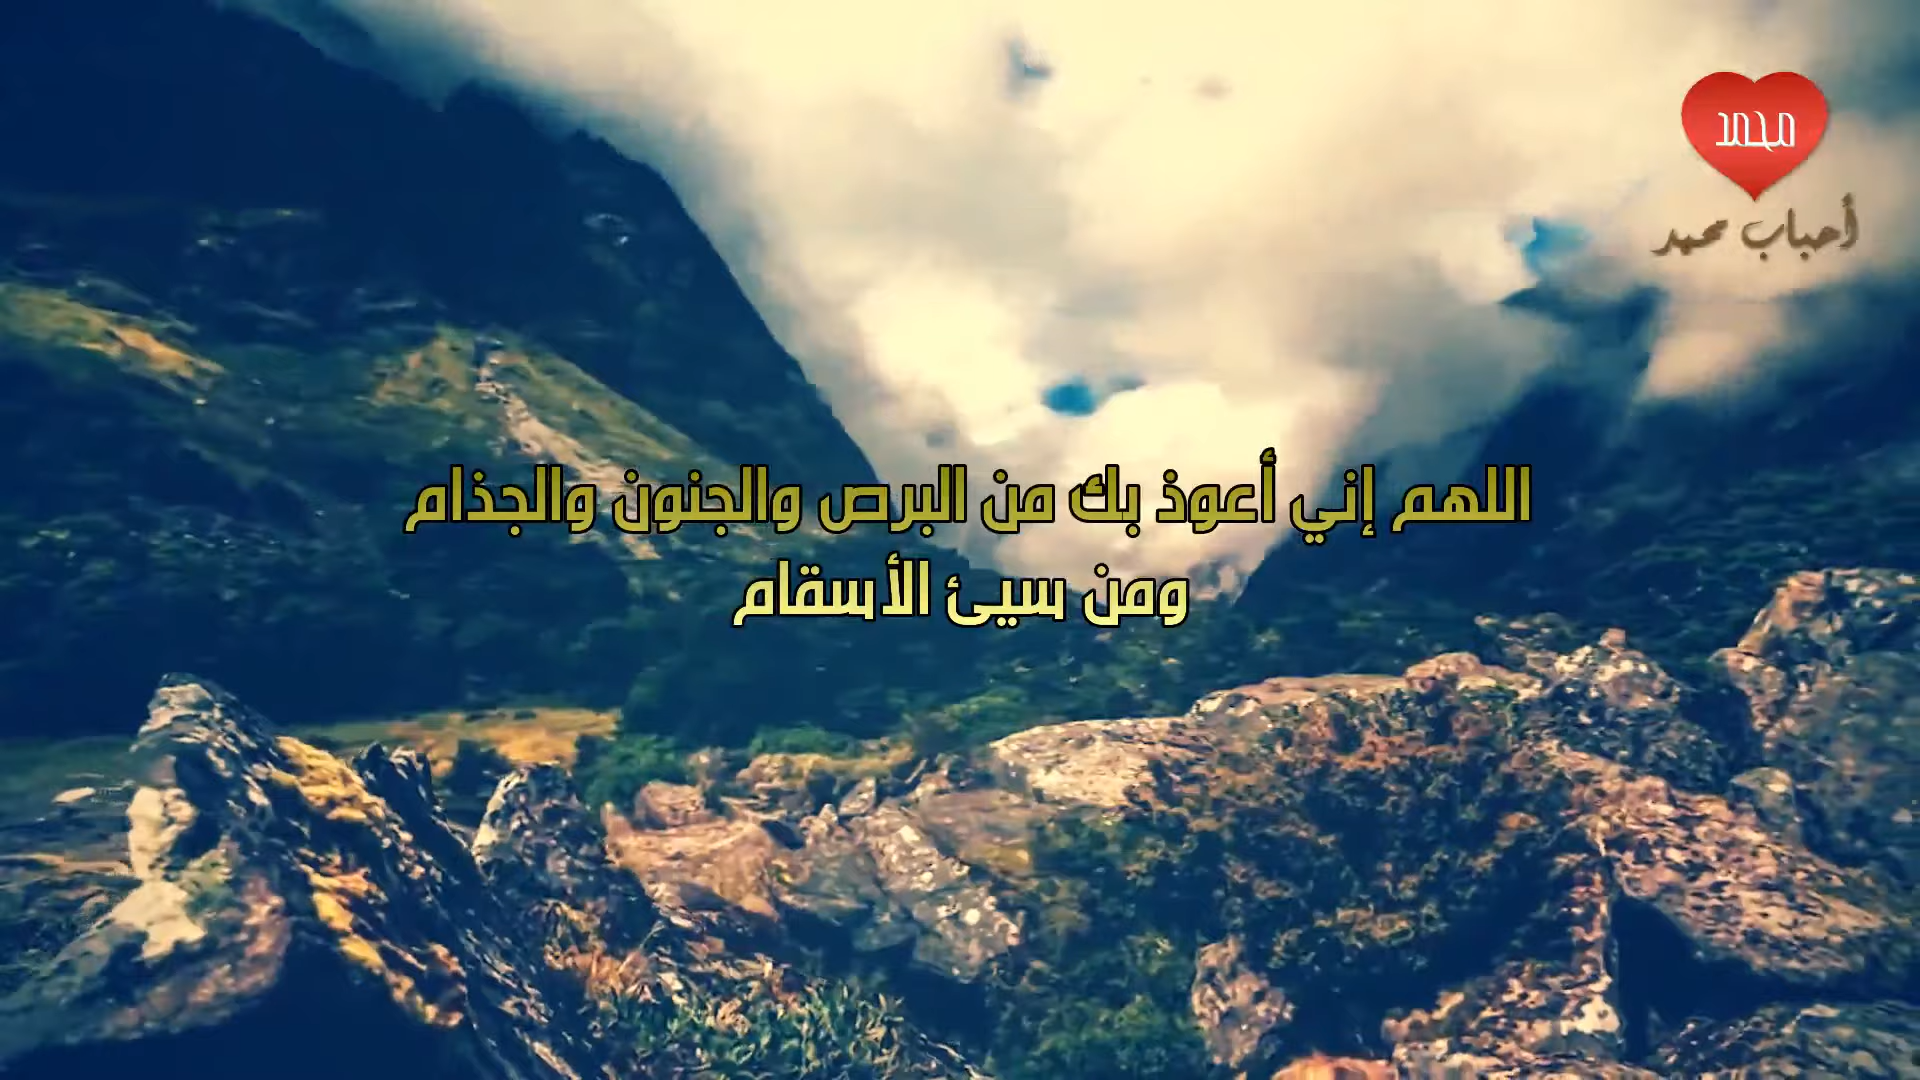 محمد
أحباب محمد
اللهم إني أعوذ بك من البرص والجنون والجذام
ومن سيئ الأسقام